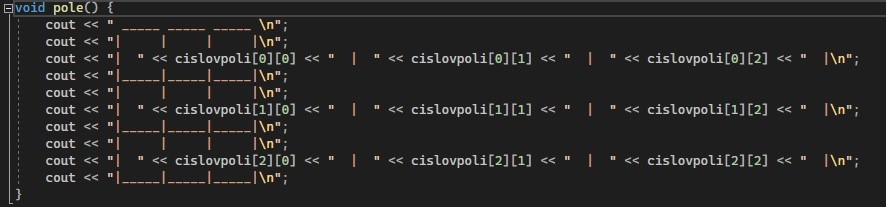 void pole() {
    cout << " _____ _____ _____ \n";
    cout << "|     |     |     |\n";
    cout << "|  " << cislovpoli[0][0] << "  |  " << cislovpoli[0][1] << "  |  " << cislovpoli[0][2] << "  |\n";
    cout << "|_____|_____|_____|\n";
    cout << "|     |     |     |\n";
    cout << "|  " << cislovpoli[1][0] << "  |  " << cislovpoli[1][1] << "  |  " << cislovpoli[1][2] << "  |\n";
    cout << "|_____|_____|_____|\n";
    cout << "|     |     |     |\n";
    cout << "|  " << cislovpoli[2][0] << "  |  " << cislovpoli[2][1] << "  |  " << cislovpoli[2][2] << "  |\n";
    cout << "|_____|_____|_____|\n";
}